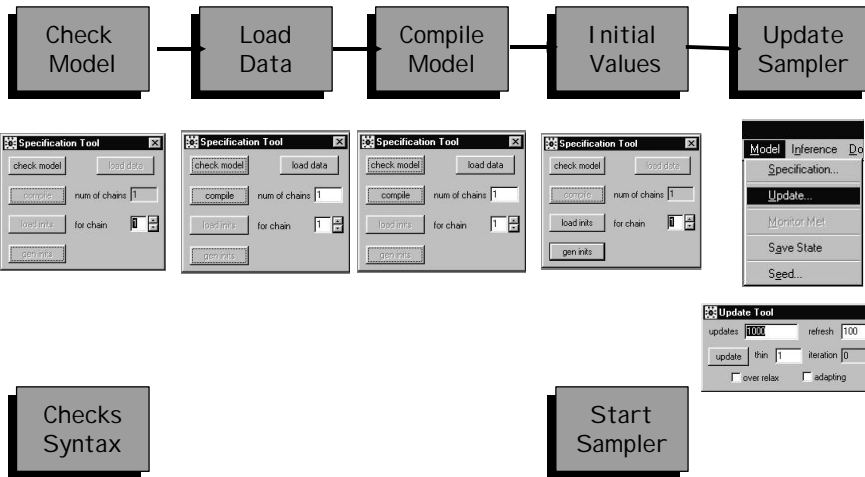 Check
Model
Load
Data
Compile
Model
Initial
Values
Update
Sampler
Specification Tool
check model load data
compile num of chains 1
load inits for chain 1
gen inits
Specification Tool
check model load data
compile num of chains 1
load inits for chain 1
gen inits
Specification Tool
check model load data
compile num of chains 1
load inits for chain 1
gen inits
Specification Tool
check model load data
compile num of chains 1
load inits for chain 1
gen inits
Model Inference Do
Specification...
Update...
Monitor Met
Save State
Seed...
Update Tool
updates 1000 refresh 100
update thin 1 iteration 0
over relax adapting
Checks
Syntax
Start
Sampler